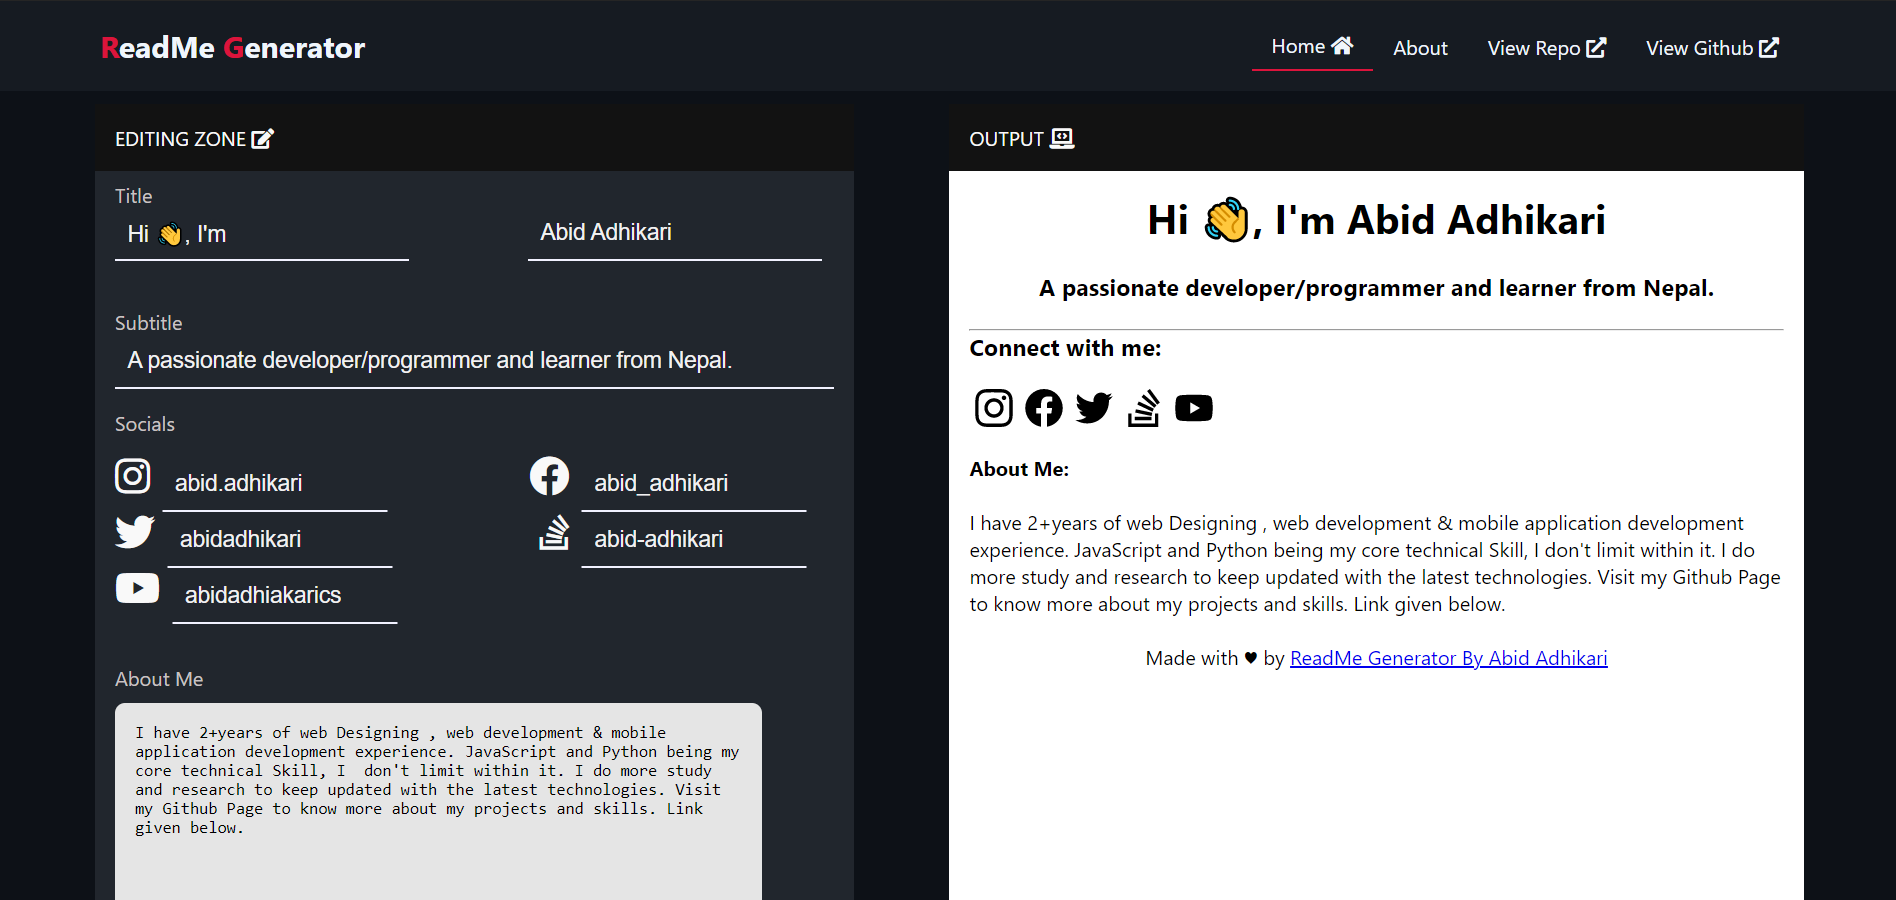 ReadMe Generator
Home
About
View Repo
View Github
EDITING ZONE
Title
Hi 👋, I'm
Abid Adhikari
Subtitle
A passionate developer/programmer and learner from Nepal.
Socials
abid.adhikari
abid_adhikari
abidadhikari
abid-adhikari
abidadhiakarics
About Me
I have 2+years of web Designing , web development & mobile
application development experience. JavaScript and Python being my
core technical Skill, I  don't limit within it. I do more study
and research to keep updated with the latest technologies. Visit
my Github Page to know more about my projects and skills. Link
given below.
OUTPUT
Hi 👋, I'm Abid Adhikari
A passionate developer/programmer and learner from Nepal.
Connect with me:
About Me:
I have 2+years of web Designing , web development & mobile application development
experience. JavaScript and Python being my core technical Skill, I don't limit within it. I do
more study and research to keep updated with the latest technologies. Visit my Github Page
to know more about my projects and skills. Link given below.
Made with ♥ by ReadMe Generator By Abid Adhikari